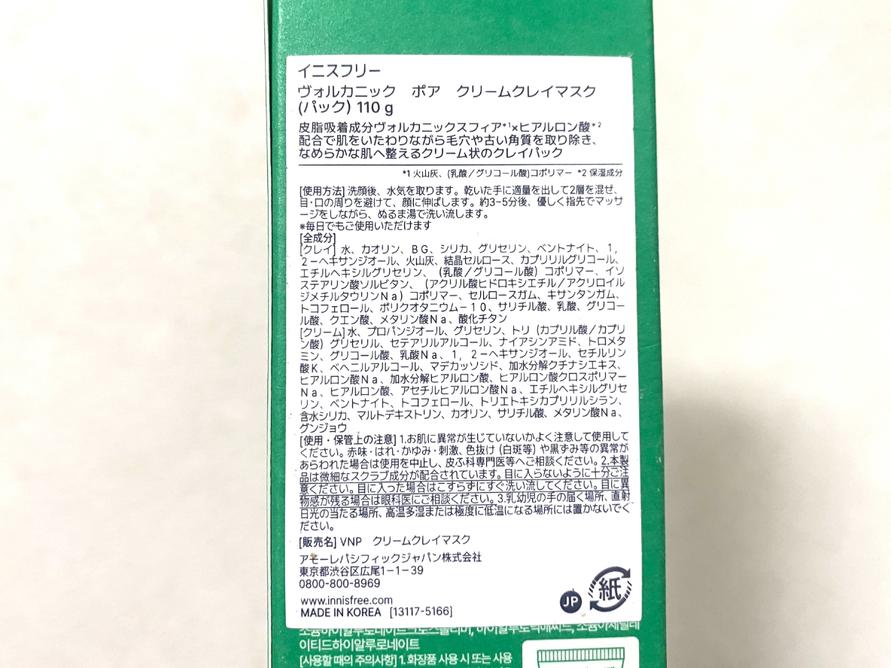 イニスフリー
ヴォルカニック　ポア　クリームクレイマスク
(パック) 110 g
皮脂吸着成分ヴォルカニックスフィア*¹×ヒアルロン酸*²
配合で肌をいたわりながら毛穴や古い角質を取り除き、
なめらかな肌へ整えるクリーム状のクレイパック
*1 火山灰、(乳酸／グリコール酸)コポリマー *2 保湿成分
[使用方法] 洗顔後、水気を取ります。乾いた手に適量を出して2層を混ぜ、
目・口の周りを避けて、顔に伸ばします。約3-5分後、優しく指先でマッサ
ージをしながら、ぬるま湯で洗い流します。
*毎日でもご使用いただけます
[全成分]
[クレイ] 水、カオリン、ＢＧ、シリカ、グリセリン、ベントナイト、１,
２－ヘキサンジオール、火山灰、結晶セルロース、カプリリルグリコール、
エチルヘキシルグリセリン、（乳酸／グリコール酸）コポリマー、イソ
ステアリン酸ソルビタン、（アクリル酸ヒドロキシエチル／アクリロイル
ジメチルタウリンＮａ）コポリマー、セルロースガム、キサンタンガム、
トコフェロール、ポリクオタニウム－１０、サリチル酸、乳酸、グリコー
ル酸、クエン酸、メタリン酸Ｎａ、酸化チタン
[クリーム] 水、プロパンジオール、グリセリン、トリ（カプリル酸／カプリ
ン酸）グリセリル、セテアリルアルコール、ナイアシンアミド、トロメタ
ミン、グリコール酸、乳酸Ｎａ、１，２－ヘキサンジオール、セチルリン
酸Ｋ、ベヘニルアルコール、マデカッソシド、加水分解クチナシエキス、
ヒアルロン酸Ｎａ、加水分解ヒアルロン酸、ヒアルロン酸クロスポリマー
Ｎａ、ヒアルロン酸、アセチルヒアルロン酸Ｎａ、エチルヘキシルグリセ
リン、ベントナイト、トコフェロール、トリエトキシカプリリルシラン、
含水シリカ、マルトデキストリン、カオリン、サリチル酸、メタリン酸Ｎａ、
グンジョウ
[使用・保管上の注意] 1.お肌に異常が生じていないかよく注意して使用して
ください。赤味・はれ・かゆみ・刺激、色抜け (白斑等) や黒ずみ等の異常が
あらわれた場合は使用を中止し、皮ふ科専門医等へご相談ください。2.本製
品は微細なスクラブ成分が配合されています。目に入らないように十分ご注
意ください。目に入った場合はこすらずにすぐ洗い流してください。目に異
物感が残る場合は眼科医にご相談ください。3.乳幼児の手の届く場所、直射
日光の当たる場所、高温多湿または極度に低温になる場所には置かないでく
ださい。
[販売名] VNP　クリームクレイマスク
アモーレパシフィックジャパン株式会社
東京都渋谷区広尾1－1－39
0800-800-8969
www.innisfree.com
MADE IN KOREA [13117-5166]
JP
紙
이티드하이알루로네이트
[사용할 때의 주의사항] 1. 화장품 사용 시 또는 사용